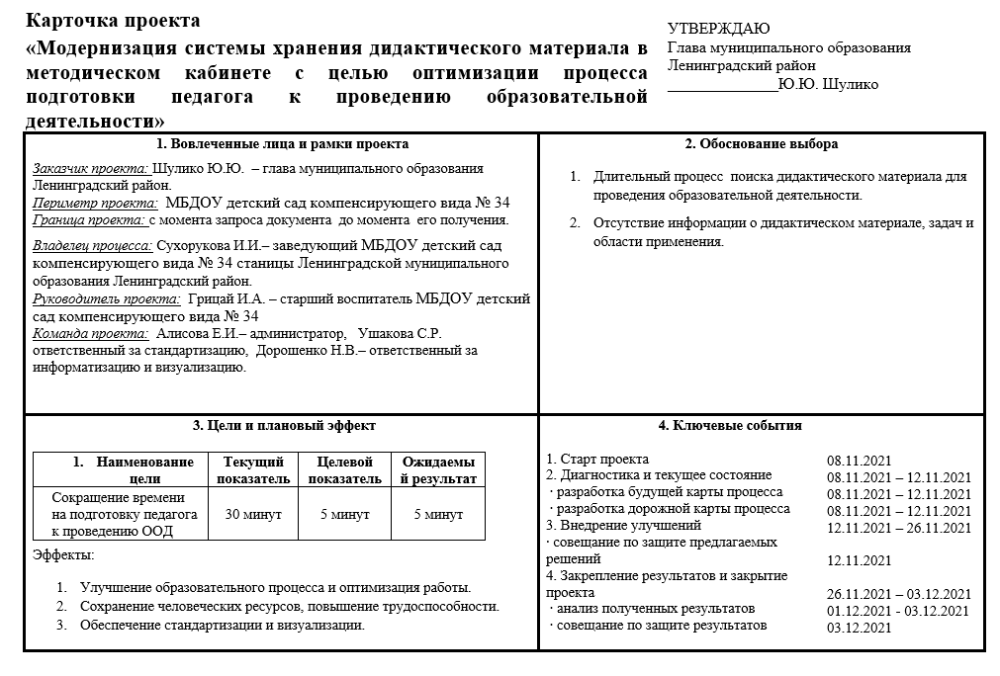 Карточка проекта
«Модернизация системы хранения дидактического материала в
методическом кабинете с целью оптимизации процесса
подготовки педагога к проведению образовательной
деятельности»
УТВЕРЖДАЮ
Глава муниципального образования
Ленинградский район
_______________Ю.Ю. Шулико
1. Вовлеченные лица и рамки проекта
Заказчик проекта: Шулико Ю.Ю. – глава муниципального образования
Ленинградский район.
Периметр проекта: МБДОУ детский сад компенсирующего вида № 34
Граница проекта: с момента запроса документа до момента его получения.
Владелец процесса: Сухорукова И.И.– заведующий МБДОУ детский сад
компенсирующего вида № 34 станицы Ленинградской муниципального
образования Ленинградский район.
Руководитель проекта: Грицай И.А. – старший воспитатель МБДОУ детский
сад компенсирующего вида № 34
Команда проекта: Алисова Е.И.– администратор, Ушакова С.Р.
ответственный за стандартизацию, Дорошенко Н.В.– ответственный за
информатизацию и визуализацию.
2. Обоснование выбора
1. Длительный процесс поиска дидактического материала для
проведения образовательной деятельности.
2. Отсутствие информации о дидактическом материале, задач и
области применения.
3. Цели и плановый эффект
1. Наименование
цели
Текущий
показатель
Целевой
показатель
Ожидаемы
й результат
Сокращение времени
на подготовку педагога
к проведению ООД
30 минут
5 минут
5 минут
Эффекты:
1. Улучшение образовательного процесса и оптимизация работы.
2. Сохранение человеческих ресурсов, повышение трудоспособности.
3. Обеспечение стандартизации и визуализации.
4. Ключевые события
1. Старт проекта 08.11.2021
2. Диагностика и текущее состояние 08.11.2021 – 12.11.2021
· разработка будущей карты процесса 08.11.2021 – 12.11.2021
· разработка дорожной карты процесса 08.11.2021 – 12.11.2021
3. Внедрение улучшений 12.11.2021 – 26.11.2021
· совещание по защите предлагаемых
решений 12.11.2021
4. Закрепление результатов и закрытие
проекта 26.11.2021 – 03.12.2021
· анализ полученных результатов 01.12.2021 - 03.12.2021
· совещание по защите результатов 03.12.2021